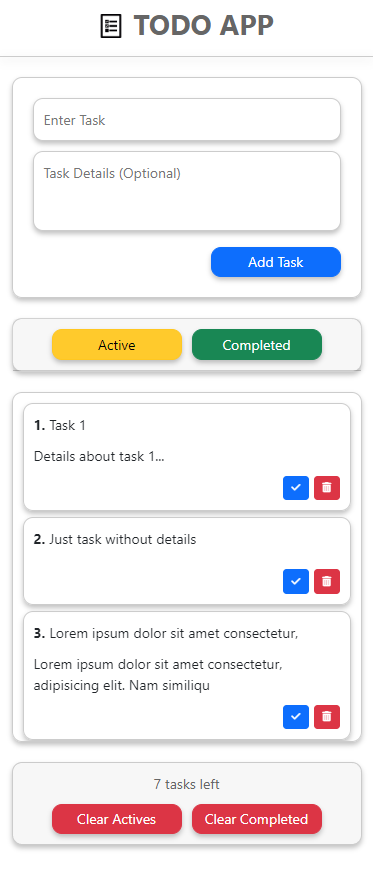 TODO APP
Enter Task
Task Details (Optional)
Add Task
Active Completed
1. Task 1
Details about task 1...
2. Just task without details
3. Lorem ipsum dolor sit amet consectetur,
Lorem ipsum dolor sit amet consectetur,
adipisicing elit. Nam similiqu
7 tasks left
Clear Actives Clear Completed